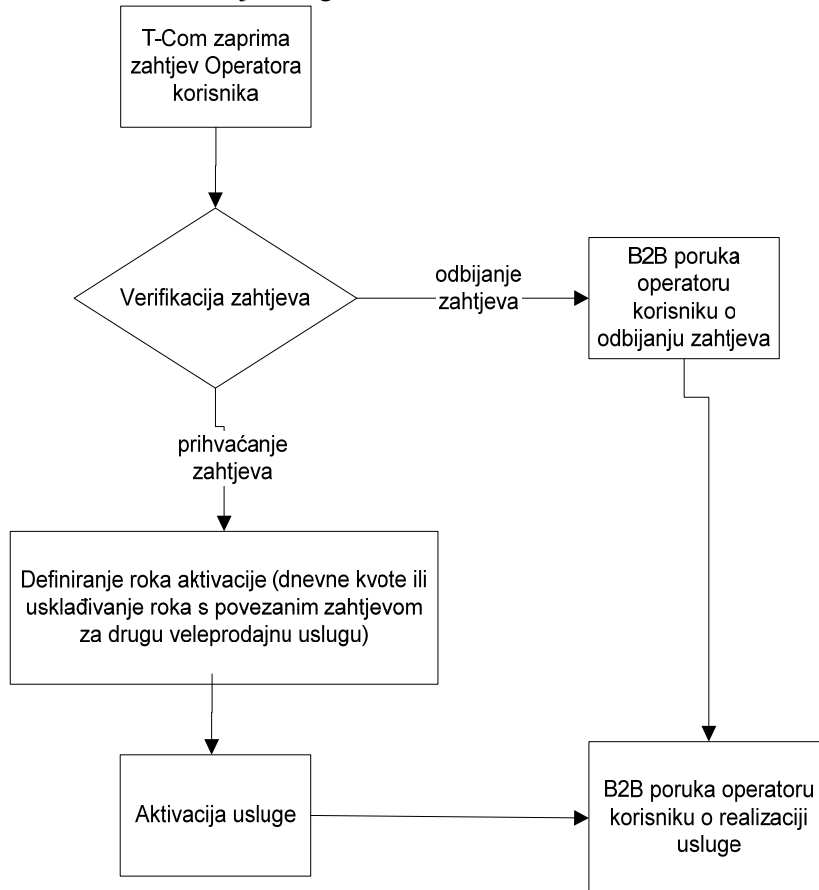 T-Com zaprima
zahtjev Operatora
korisnika
Verifikacija zahtjeva
odbijanje
zahtjeva
B2B poruka
operatoru
korisniku o
odbijanju zahtjeva
prihvaćanje
zahtjeva
Definiranje roka aktivacije (dnevne kvote ili
usklađivanje roka s povezanim zahtjevom
za drugu veleprodajnu uslugu)
Aktivacija usluge
B2B poruka operatoru
korisniku o realizaciji
usluge